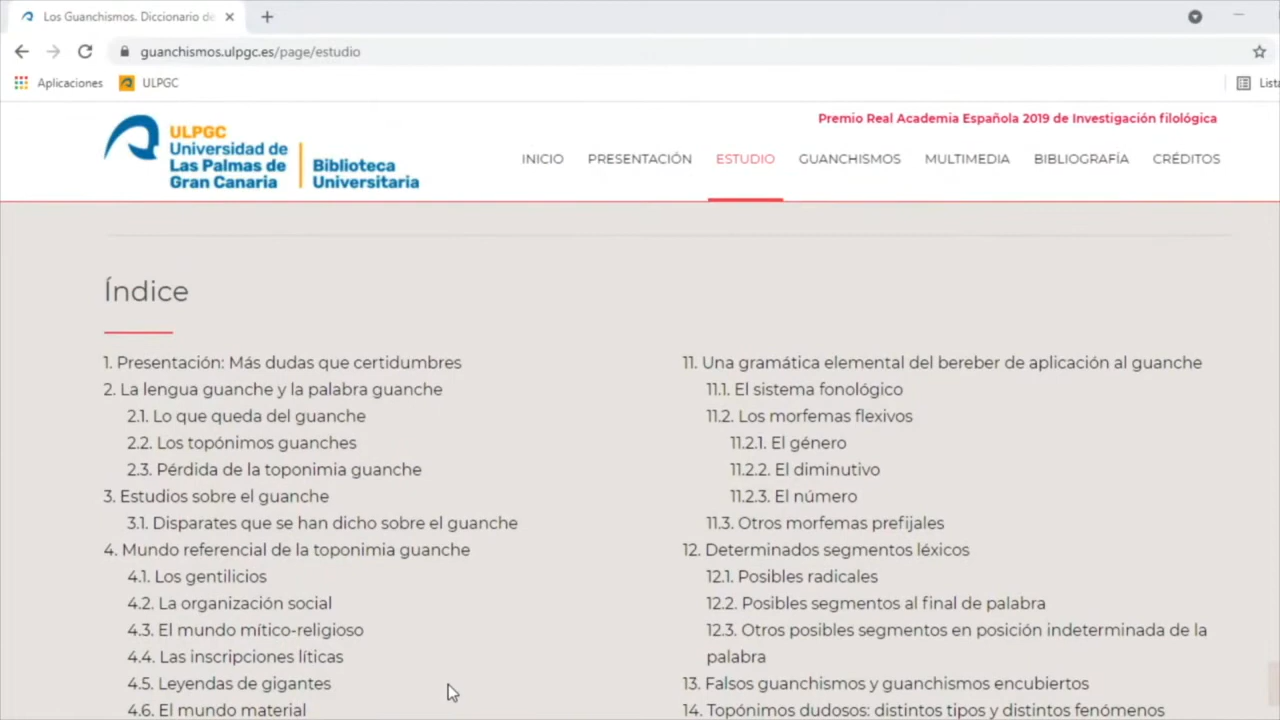 Los Guanchismos. Diccionario de
guanchismos.ulpgc.es/page/estudio
Aplicaciones
ULPGC
Lista
Premio Real Academia Española 2019 de Investigación filológica
ULPGC
Universidad de
Las Palmas de
Gran Canaria
Biblioteca
Universitaria
INICIO PRESENTACIÓN ESTUDIO GUANCHISMOS MULTIMEDIA BIBLIOGRAFÍA CRÉDITOS
Índice
1. Presentación: Más dudas que certidumbres
2. La lengua guanche y la palabra guanche
2.1. Lo que queda del guanche
2.2. Los topónimos guanches
2.3. Pérdida de la toponimia guanche
3. Estudios sobre el guanche
3.1. Disparates que se han dicho sobre el guanche
4. Mundo referencial de la toponimia guanche
4.1. Los gentilicios
4.2. La organización social
4.3. El mundo mítico-religioso
4.4. Las inscripciones líticas
4.5. Leyendas de gigantes
4.6. El mundo material
11. Una gramática elemental del bereber de aplicación al guanche
11.1. El sistema fonológico
11.2. Los morfemas flexivos
11.2.1. El género
11.2.2. El diminutivo
11.2.3. El número
11.3. Otros morfemas prefijales
12. Determinados segmentos léxicos
12.1. Posibles radicales
12.2. Posibles segmentos al final de palabra
12.3. Otros posibles segmentos en posición indeterminada de la
palabra
13. Falsos guanchismos y guanchismos encubiertos
14. Topónimos dudosos: distintos tipos y distintos fenómenos